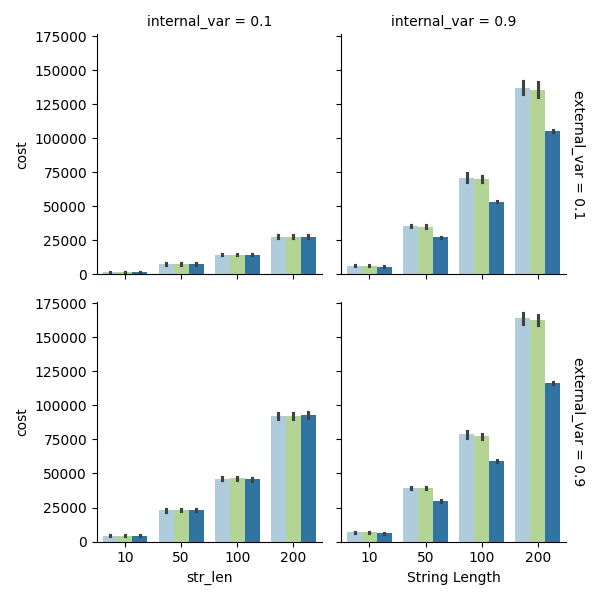 internal_var = 0.1
internal_var = 0.9
175000
150000
125000
100000
75000
50000
25000
0
cost
external_var = 0.1
175000
150000
125000
100000
75000
50000
25000
0
cost
external_var = 0.9
10 50 100 200
10 50 100 200
str_len
String Length